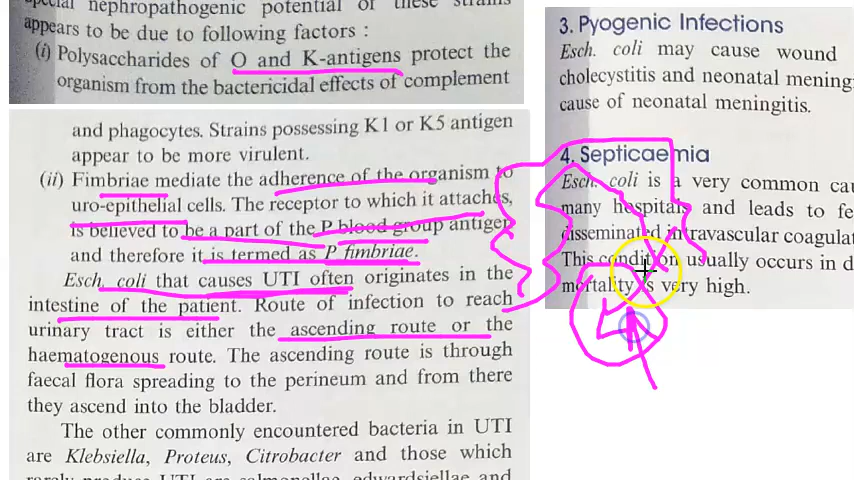 special nephropathogenic potential of these strains
appears to be due to following factors :
(i) Polysaccharides of O and K-antigens protect the
organism from the bactericidal effects of complement
and phagocytes. Strains possessing K1 or K5 antigen
appear to be more virulent.
(ii) Fimbriae mediate the adherence of the organism to
uro-epithelial cells. The receptor to which it attaches,
is believed to be a part of the P blood group antigen
and therefore it is termed as P fimbriae.
Esch. coli that causes UTI often originates in the
intestine of the patient. Route of infection to reach
urinary tract is either the ascending route or the
haematogenous route. The ascending route is through
faecal flora spreading to the perineum and from there
they ascend into the bladder.
The other commonly encountered bacteria in UTI
are Klebsiella, Proteus, Citrobacter and those which
rarely produce UTI are salmonellae, edwardsiellae and
3. Pyogenic Infections
Esch. coli may cause wound
cholecystitis and neonatal mening
cause of neonatal meningitis.
4. Septicaemia
Esch. coli is a very common cau
many hospitals and leads to fe
disseminated intravascular coagulat
This condition usually occurs in d
mortality is very high.